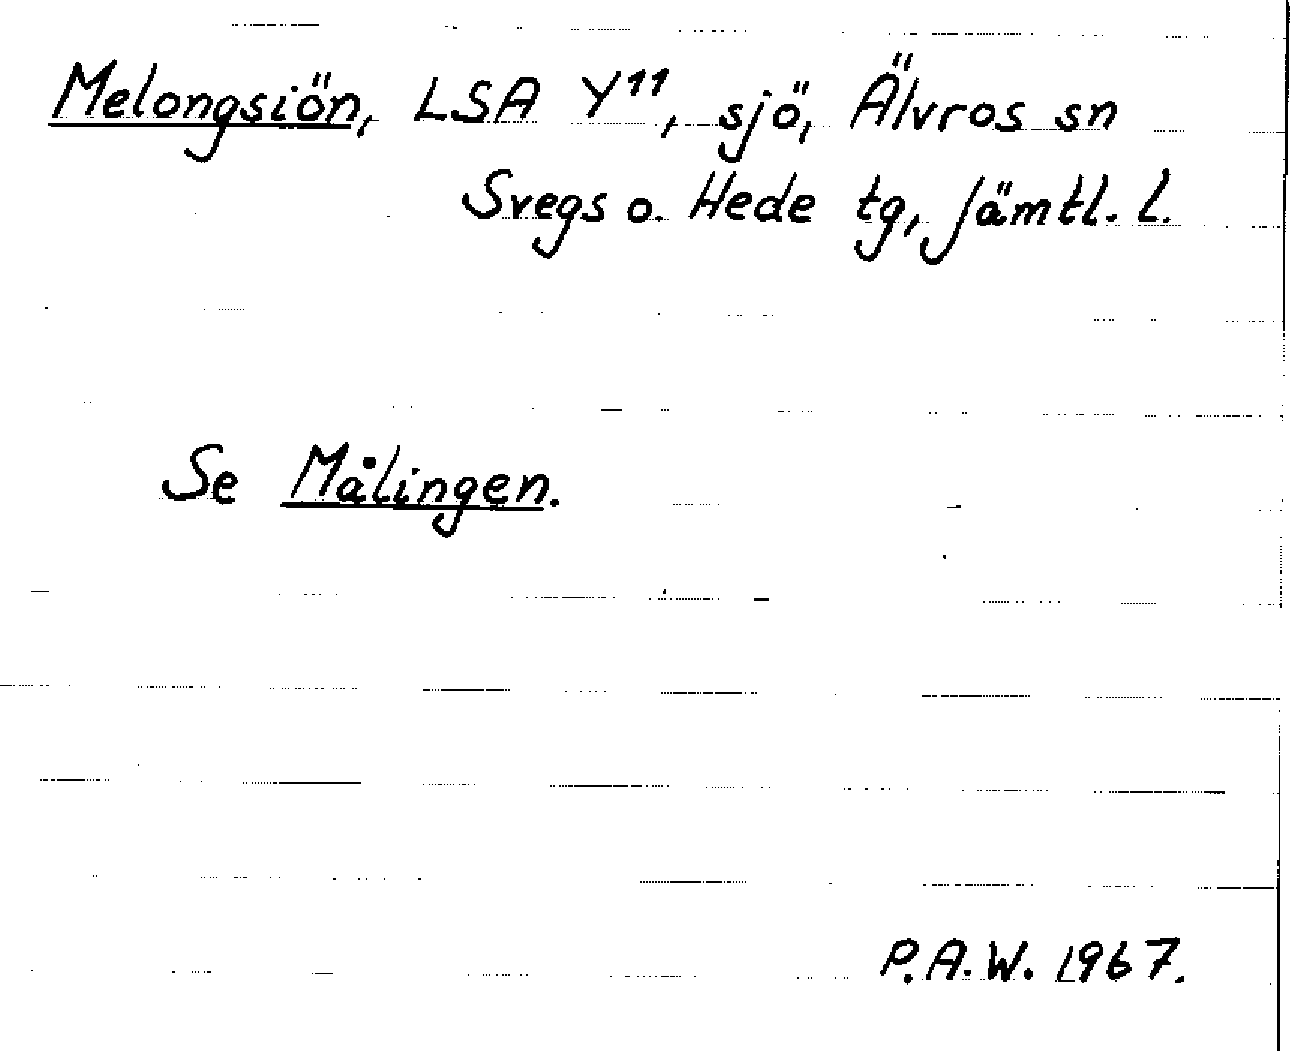 Melongsiön, LSA Y¹¹, sjö, Älvros sn
Svegs o. Hede tg, Jämtl. l.
Se Målingen.
P.A.W. 1967.